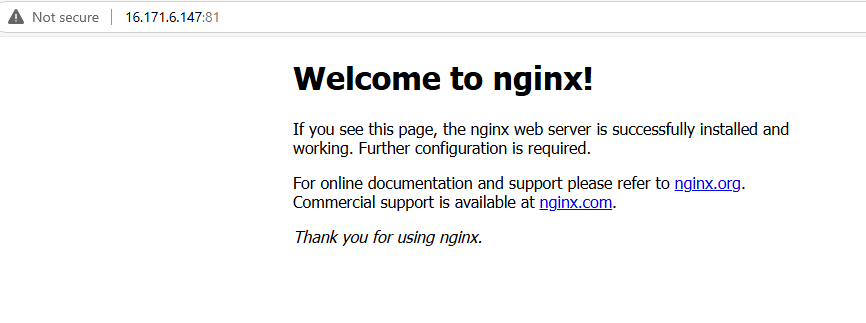 Not secure 16.171.6.147:81
Welcome to nginx!
If you see this page, the nginx web server is successfully installed and
working. Further configuration is required.
For online documentation and support please refer to nginx.org.
Commercial support is available at nginx.com.
Thank you for using nginx.